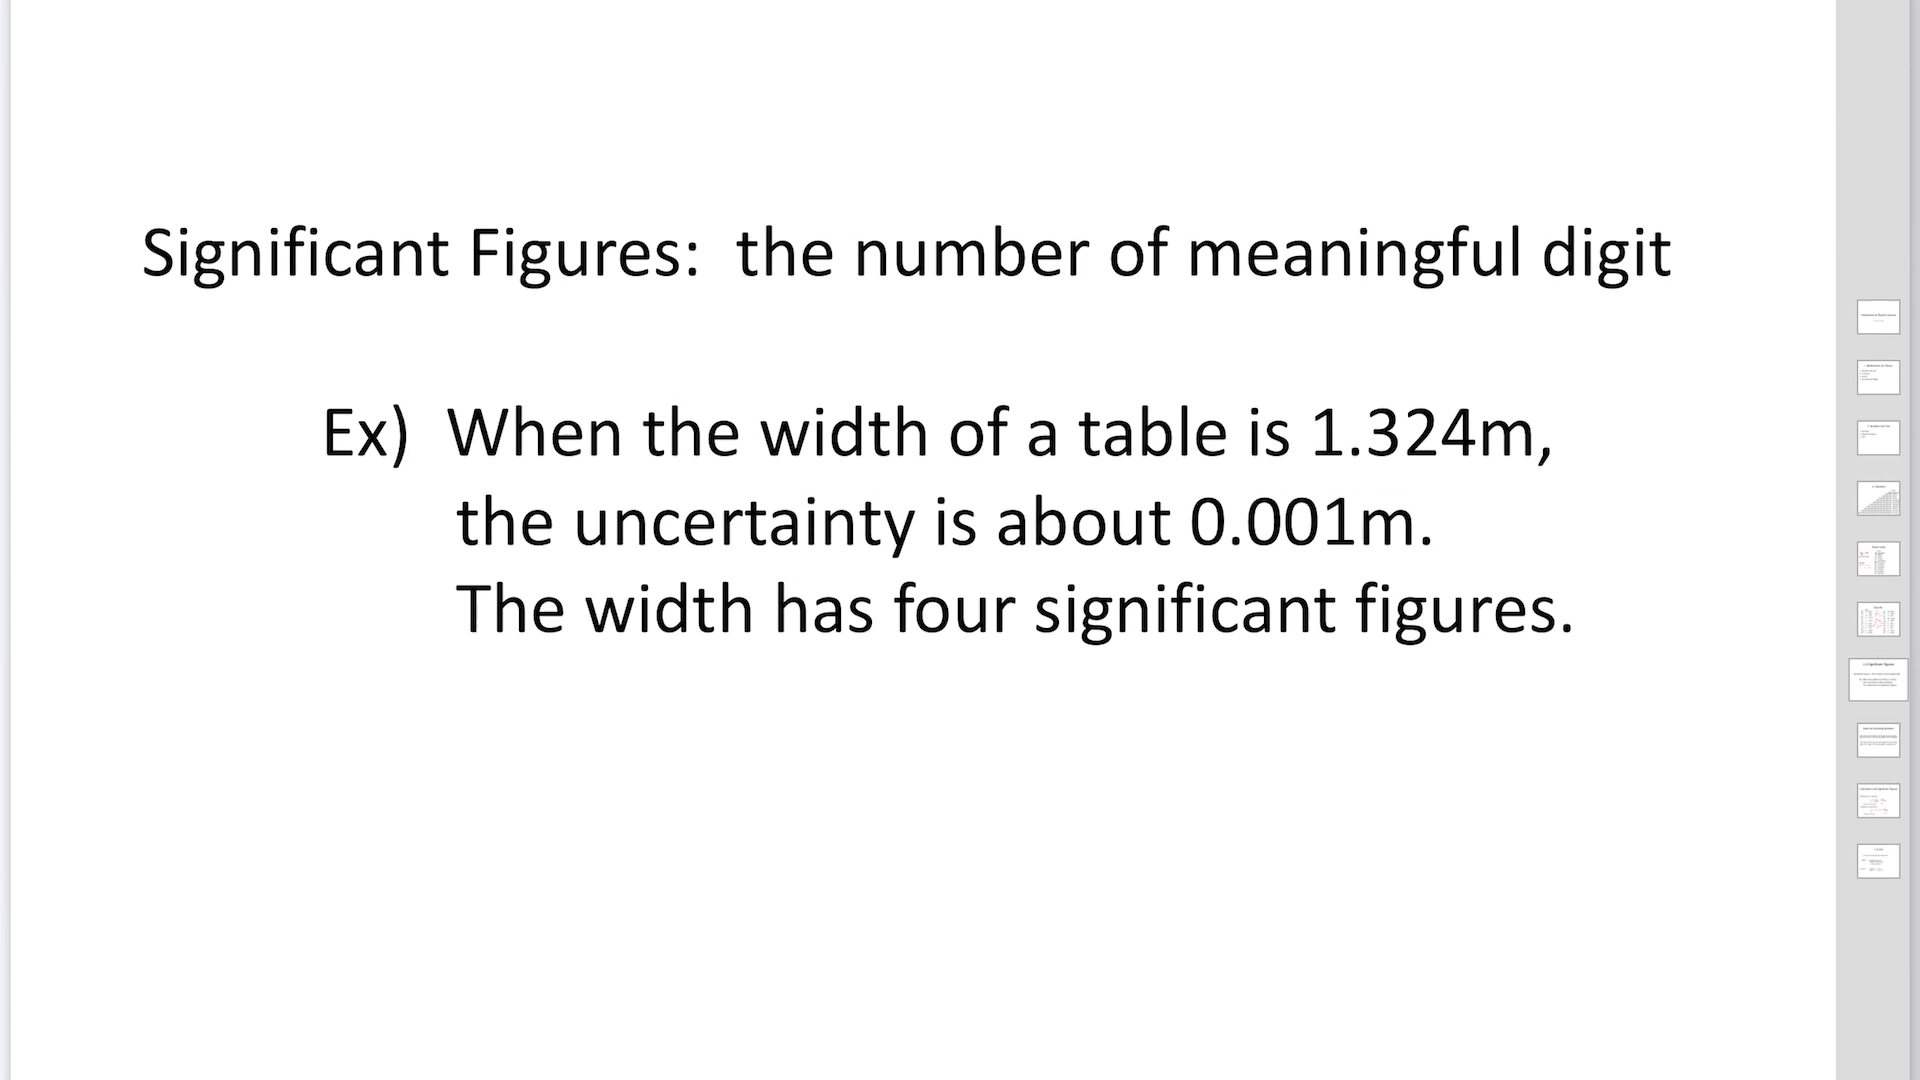 Significant Figures: the number of meaningful digit
Ex) When the width of a table is 1.324m,
the uncertainty is about 0.001m.
The width has four significant figures.